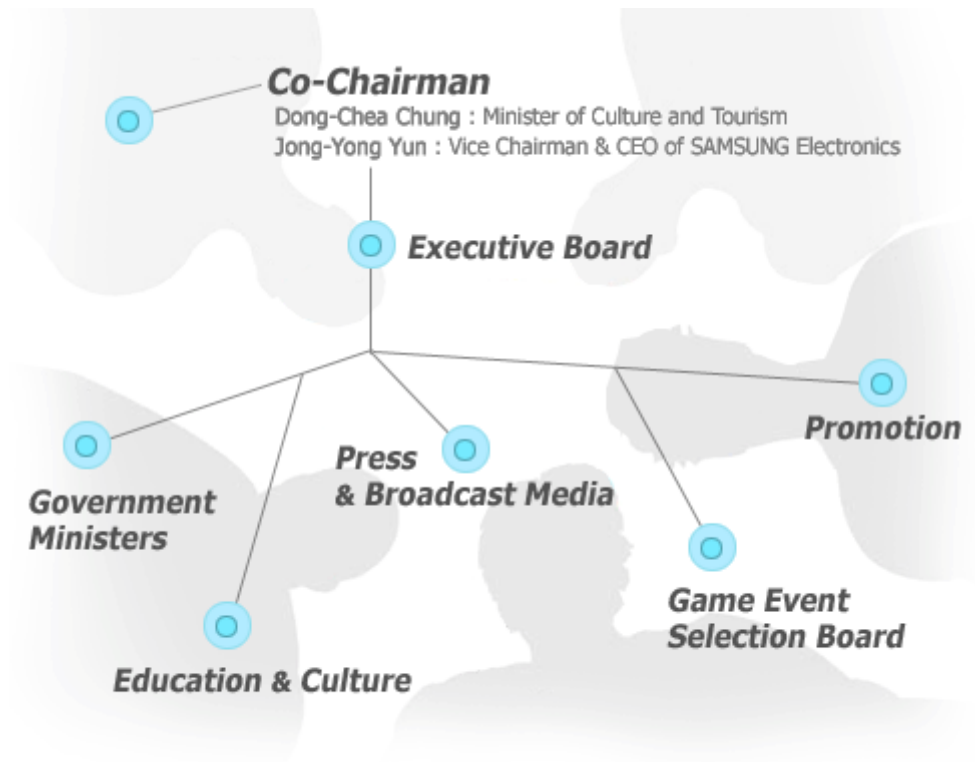 Co-Chairman
Dong-Chea Chung : Minister of Culture and Tourism
Jong-Yong Yun : Vice Chairman & CEO of SAMSUNG Electronics
Executive Board
Promotion
Press
& Broadcast Media
Government
Ministers
Game Event
Selection Board
Education & Culture